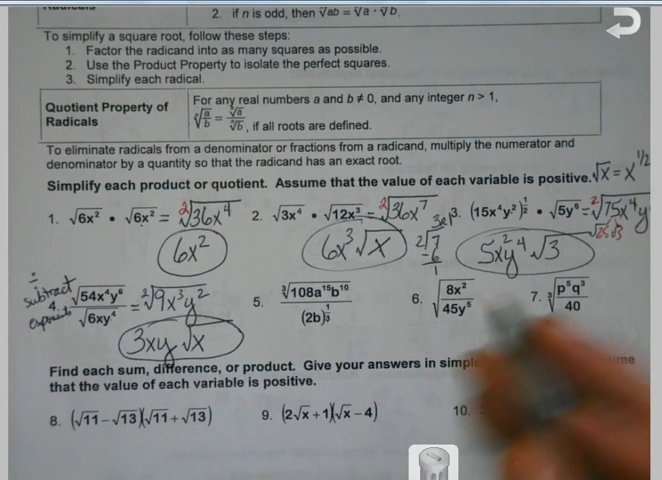 2. if n is odd, then ⁿ√ab = ⁿ√a · ⁿ√b.
To simplify a square root, follow these steps:
1. Factor the radicand into as many squares as possible.
2. Use the Product Property to isolate the perfect squares.
3. Simplify each radical.
Quotient Property of Radicals
For any real numbers a and b ≠ 0, and any integer n > 1,
ⁿ√(a/b) = ⁿ√a / ⁿ√b, if all roots are defined.
To eliminate radicals from a denominator or fractions from a radical, multiply the numerator and
denominator by a quantity so that the radicand has an exact root.
Simplify each product or quotient. Assume that the value of each variable is positive. √x = x^1/2
1. √6x² • √6x² = ²√36x⁴
6x²
2. √3x⁴ • √12x³ = ²√36x⁷
6x³√x
2√7
-6
1
3. (15x⁴y²)^½ • √5y⁶ = ²√75x⁴y
√25√3
5x²y⁴√3
÷
subtract
exponents
4. √54x⁴y⁶ / √6xy⁴ = ²√9x³y²
3xy√x
5. ³√108a¹⁵b¹⁰ / (2b)^⅓
6. √(8x²/45y⁵)
7. ³√(p⁵q³/40)
Find each sum, difference, or product. Give your answers in simpl
that the value of each variable is positive.
8. (√11 − √13)(√11 + √13)
9. (2√x + 1)(√x − 4)
10.